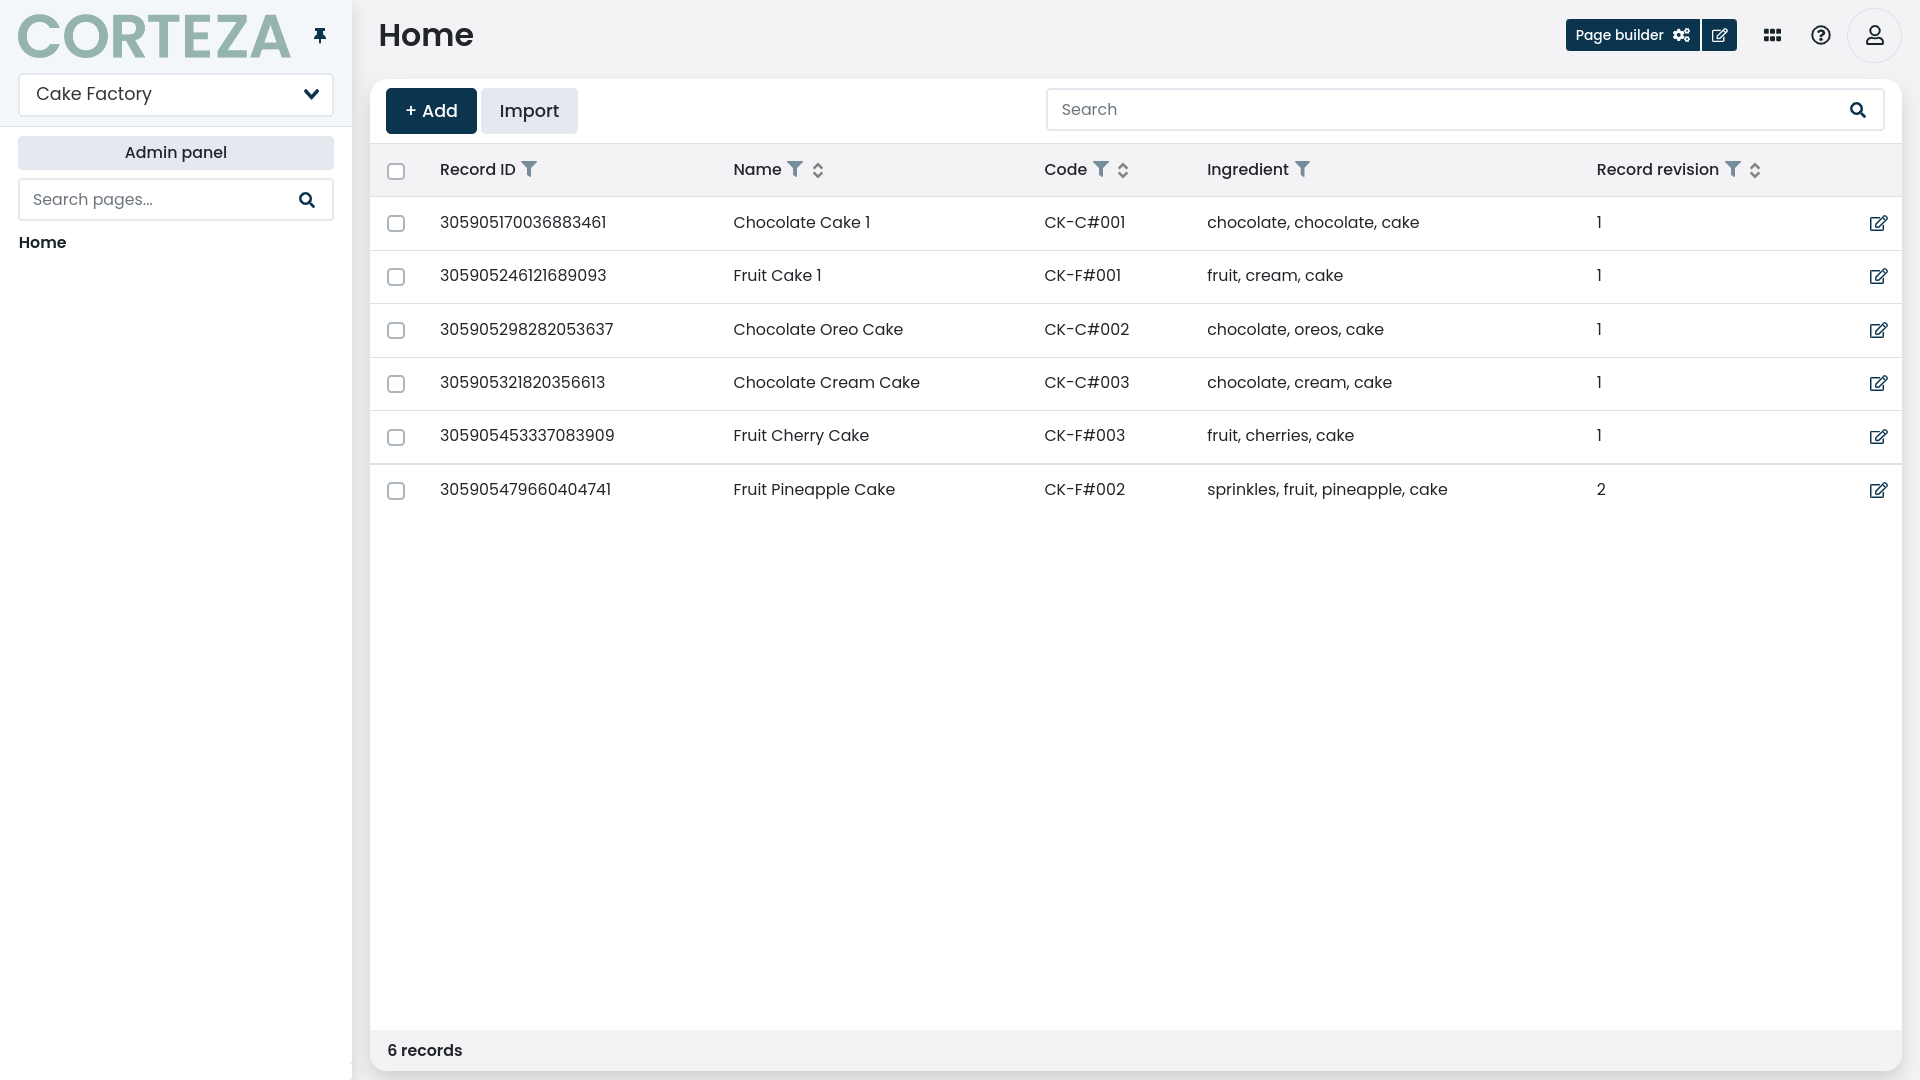 CORTEZA
Cake Factory
Admin panel
Search pages...
Home
Home
Page builder
+ Add
Import
Search
Record ID Name Code Ingredient Record revision
305905170036883461 Chocolate Cake 1 CK-C#001 chocolate, chocolate, cake 1
305905246121689093 Fruit Cake 1 CK-F#001 fruit, cream, cake 1
305905298282053637 Chocolate Oreo Cake CK-C#002 chocolate, oreos, cake 1
305905321820356613 Chocolate Cream Cake CK-C#003 chocolate, cream, cake 1
305905453337083909 Fruit Cherry Cake CK-F#003 fruit, cherries, cake 1
305905479660404741 Fruit Pineapple Cake CK-F#002 sprinkles, fruit, pineapple, cake 2
6 records